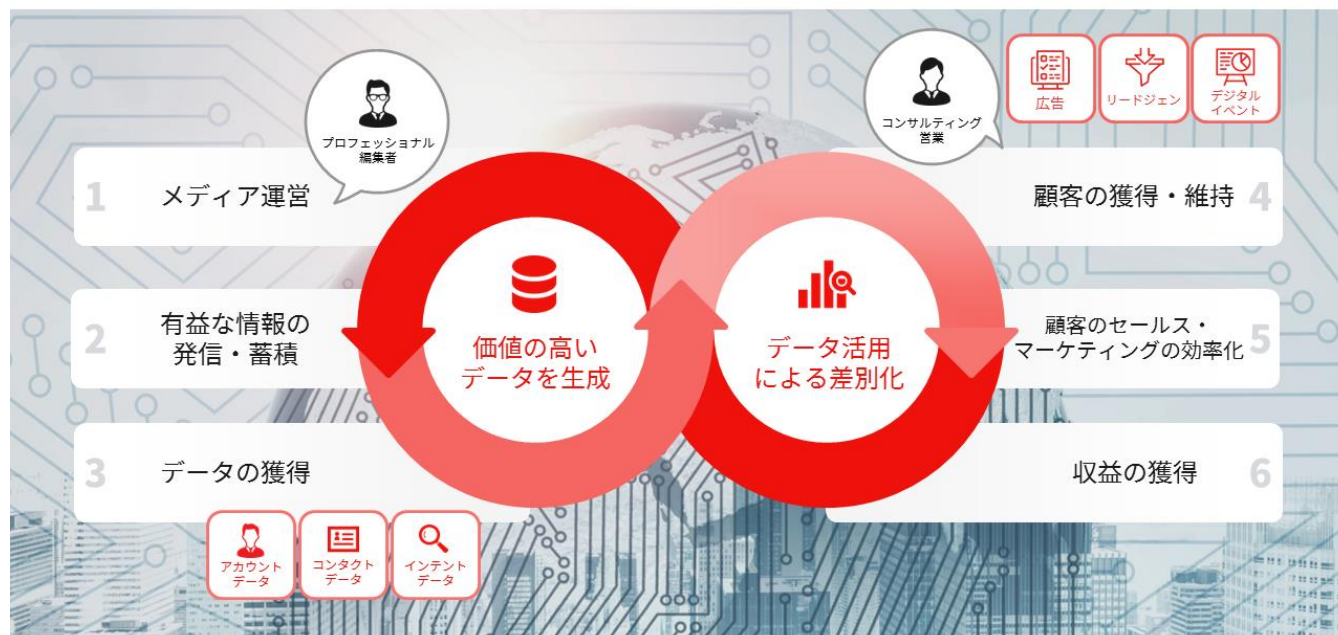 プロフェッショナル
編集者
1
メディア運営
2
有益な情報の
発信・蓄積
3
データの獲得
アカウント
データ
コンタクト
データ
インテント
データ
価値の高い
データを生成
データ活用
による差別化
コンサルティング
営業
広告
リードジェン
デジタル
イベント
顧客の獲得・維持
4
顧客のセールス・
マーケティングの効率化
5
収益の獲得
6